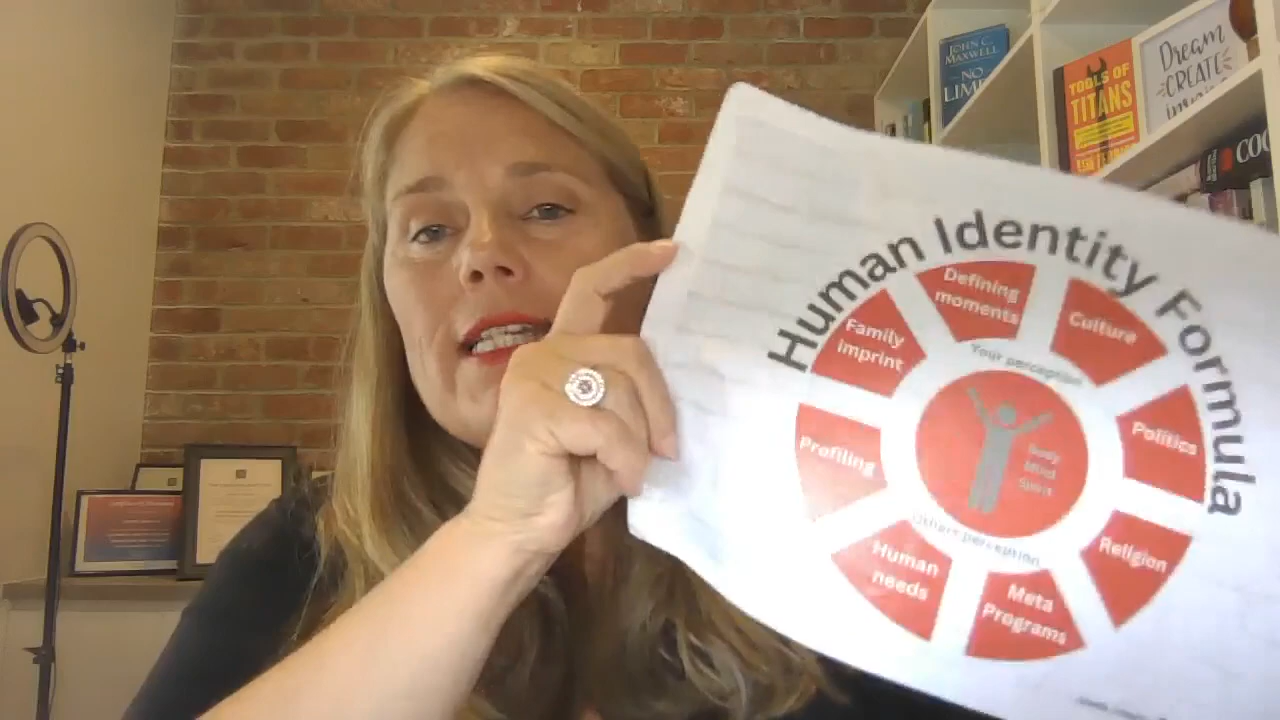 JOHN C.
MAXWELL
NO
TOOLS OF
TITANS
Dream
CREATE
Human Identity Formula
Defining
moments
Culture
Politics
Religion
Meta
Programs
Human
needs
Profiling
Family
imprint
Your perception
Body
Mind
Spirit
Others perception